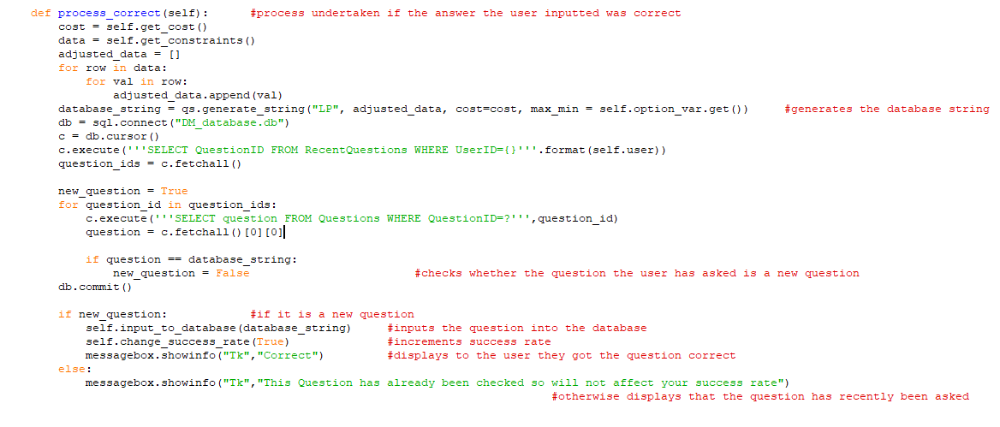 def process_correct(self):      #process undertaken if the answer the user inputted was correct
    cost = self.get_cost()
    data = self.get_constraints()
    adjusted_data = []
    for row in data:
        for val in row:
            adjusted_data.append(val)
    database_string = qs.generate_string("LP", adjusted_data, cost=cost, max_min = self.option_var.get())     #generates the database string
    db = sql.connect("DM_database.db")
    c = db.cursor()
    c.execute('''SELECT QuestionID FROM RecentQuestions WHERE UserID={}'''.format(self.user))
    question_ids = c.fetchall()

    new_question = True
    for question_id in question_ids:
        c.execute('''SELECT question FROM Questions WHERE QuestionID=?''',question_id)
        question = c.fetchall()[0][0]

        if question == database_string:
            new_question = False                        #checks whether the question the user has asked is a new question
    db.commit()

    if new_question:            #if it is a new question
        self.input_to_database(database_string)     #inputs the question into the database
        self.change_success_rate(True)              #increments success rate
        messagebox.showinfo("Tk","Correct")         #displays to the user they got the question correct
    else:
        messagebox.showinfo("Tk","This Question has already been checked so will not affect your success rate")
                                                                            #otherwise displays that the question has recently been asked